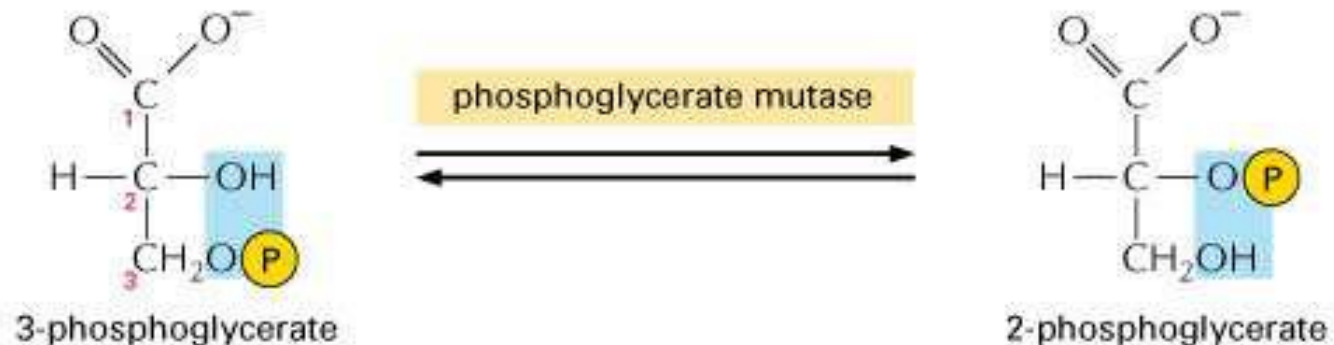 O O⁻
C
1
H—C—OH
2
CH₂O P
3
3-phosphoglycerate
phosphoglycerate mutase
O O⁻
C
H—C—O P
CH₂OH
2-phosphoglycerate